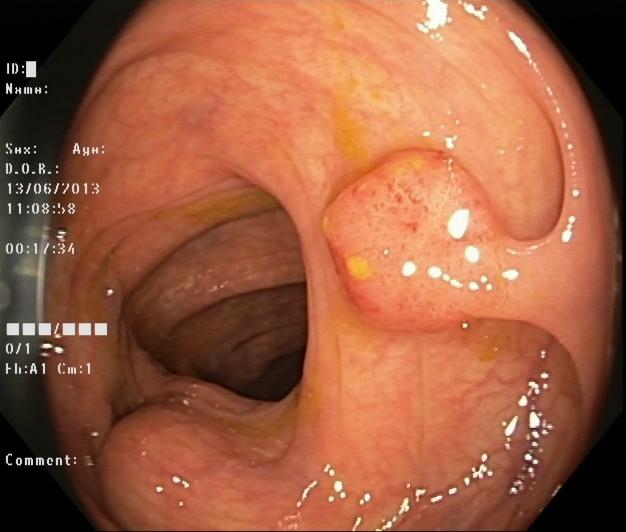 ID:
Name:
Sex: Age:
D.O.R.:
13/06/2013
11:08:58
00:17:34
/
0/1
Eh:A1 Cm:1
Comment: